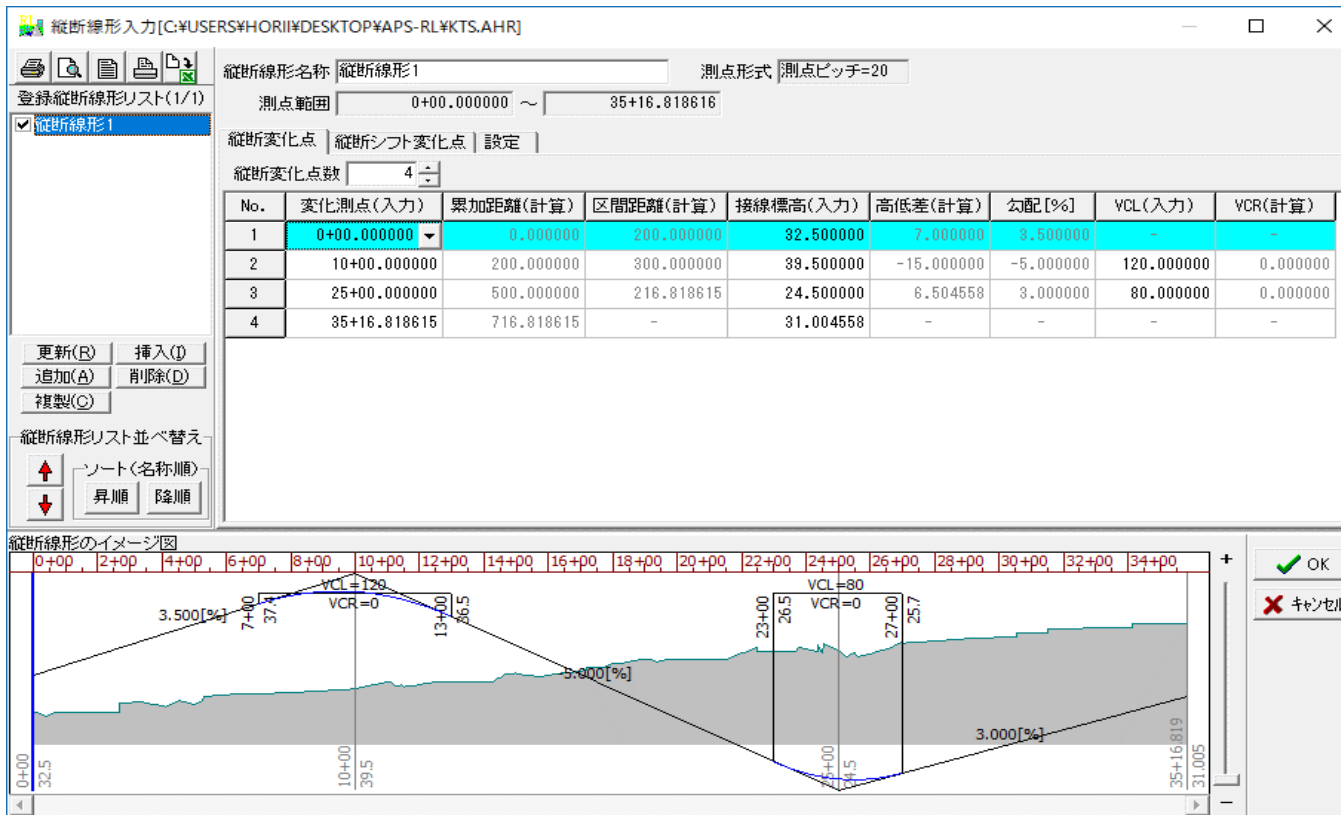 縦断線形入力[C:¥USERS¥HORII¥DESKTOP¥APS-RL¥KTS.AHR]
登録縦断線形リスト(1/1)
縦断線形1
更新(R) 挿入(I)
追加(A) 削除(D)
複製(C)
縦断線形リスト並べ替え
ソート(名称順)
昇順 降順
縦断線形名称 縦断線形1 測点形式 測点ピッチ=20
測点範囲 0+00.000000 ～ 35+16.818616
縦断変化点 縦断シフト変化点 設定
縦断変化点数 4
No. 変化測点(入力) 累加距離(計算) 区間距離(計算) 接線標高(入力) 高低差(計算) 勾配[%] VCL(入力) VCR(計算)
1 0+00.000000 0.000000 200.000000 32.500000 7.000000 3.500000 - -
2 10+00.000000 200.000000 300.000000 39.500000 -15.000000 -5.000000 120.000000 0.000000
3 25+00.000000 500.000000 216.818615 24.500000 6.504558 3.000000 80.000000 0.000000
4 35+16.818615 716.818615 - 31.004558 - - - -
縦断線形のイメージ図
0+00 2+00 4+00 6+00 8+00 10+00 12+00 14+00 16+00 18+00 20+00 22+00 24+00 26+00 28+00 30+00 32+00 34+00
VCL=120
VCR=0
VCL=80
VCR=0
3.500[%]
7+00
37.4
13+00
36.5
23+00
26.5
27+00
25.7
-5.000[%]
3.000[%]
0+00
32.5
10+00
39.5
25+00
24.5
35+16.819
31.005
+
-
OK
キャンセル